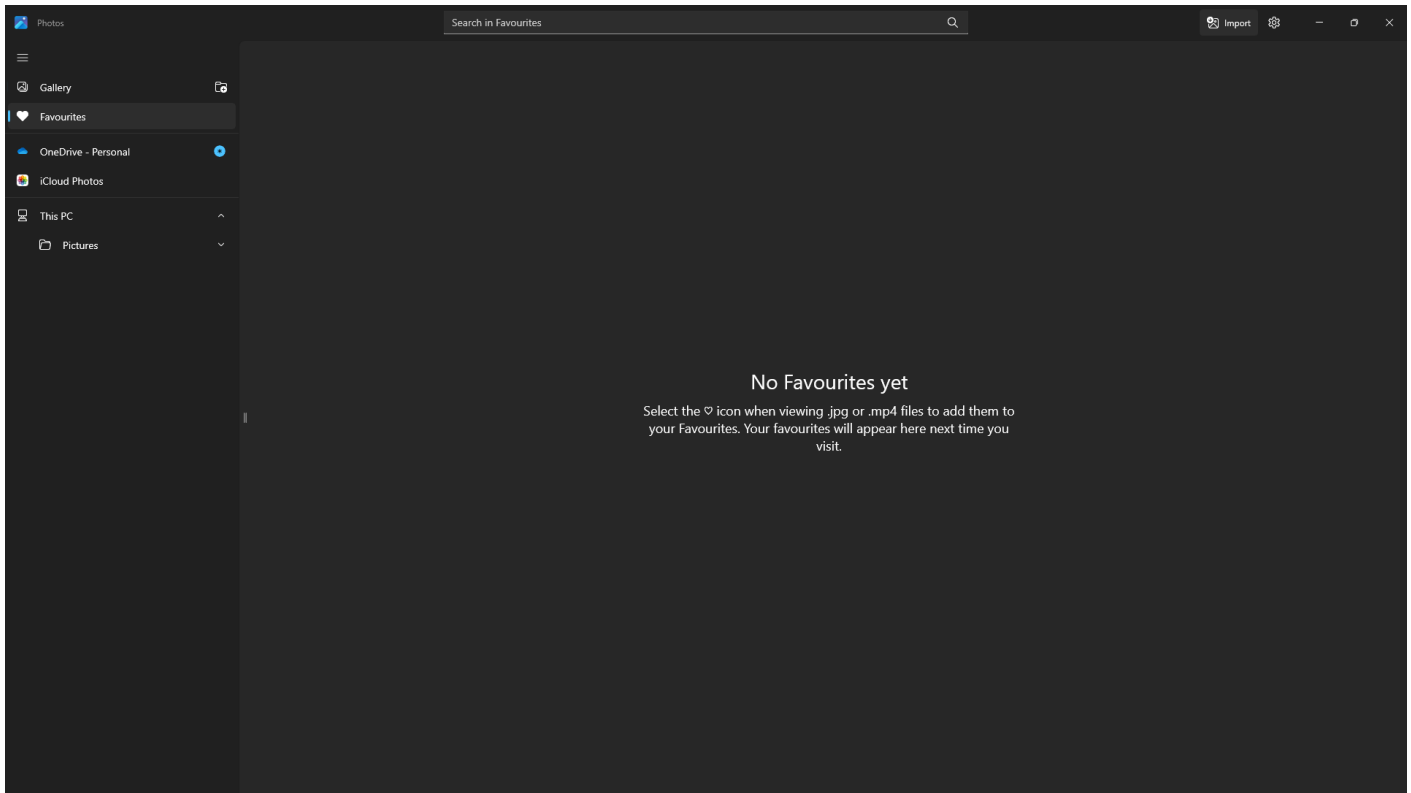 Photos
Search in Favourites
Import
Gallery
Favourites
OneDrive - Personal
iCloud Photos
This PC
Pictures
No Favourites yet
Select the ♡ icon when viewing .jpg or .mp4 files to add them to
your Favourites. Your favourites will appear here next time you
visit.